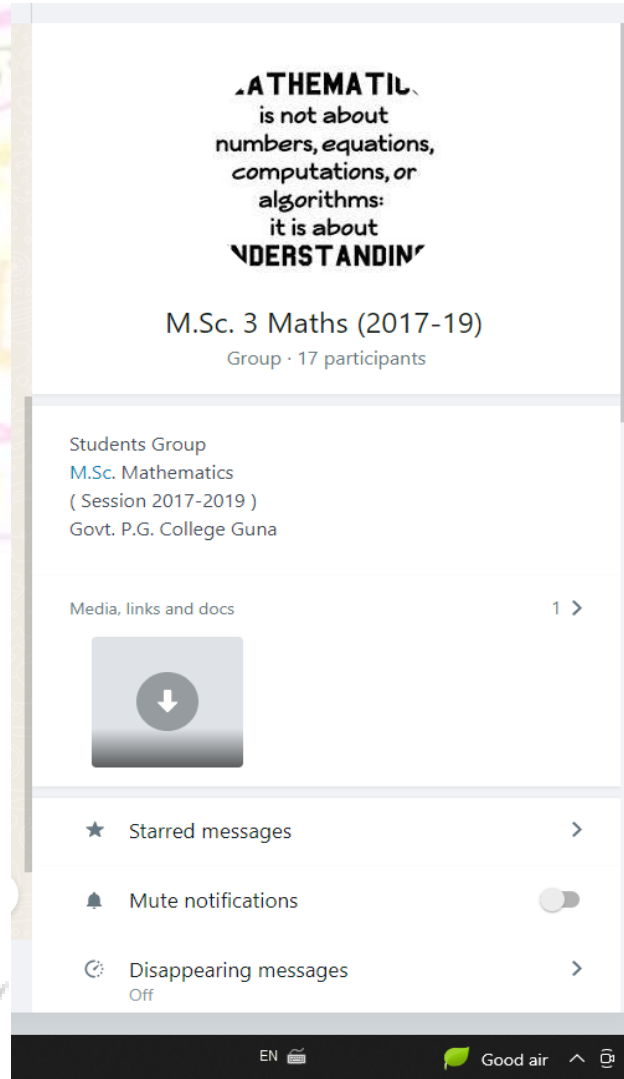 .ATHEMATIC
is not about
numbers, equations,
computations, or
algorithms:
it is about
NDERSTANDIN
M.Sc. 3 Maths (2017-19)
Group · 17 participants
Students Group
M.Sc. Mathematics
( Session 2017-2019 )
Govt. P.G. College Guna
Media, links and docs 1
Starred messages
Mute notifications
Disappearing messages
Off
EN Good air